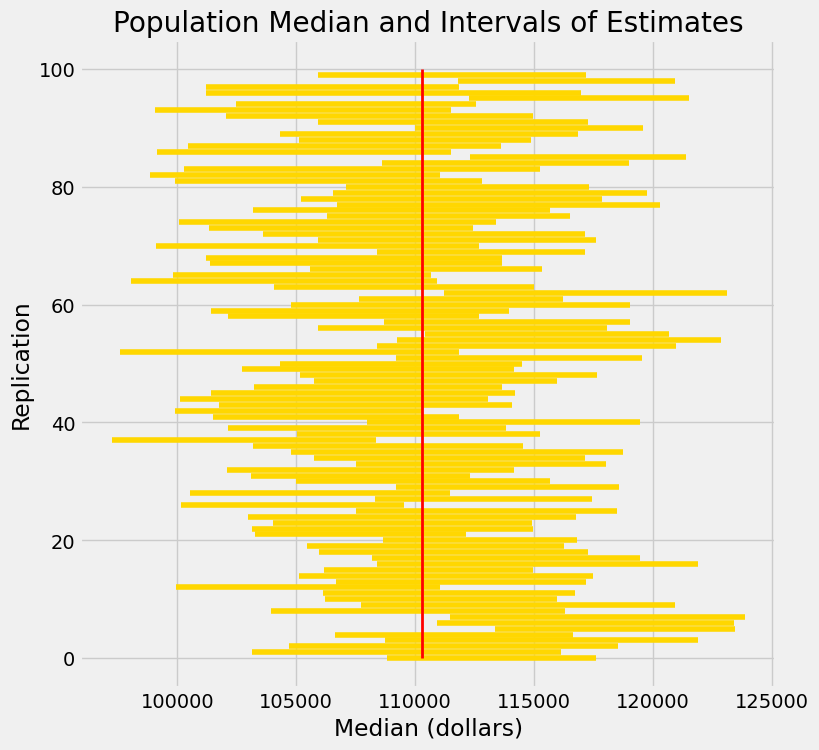 Population Median and Intervals of Estimates
100
80
60
40
20
0
Replication
100000 105000 110000 115000 120000 125000
Median (dollars)